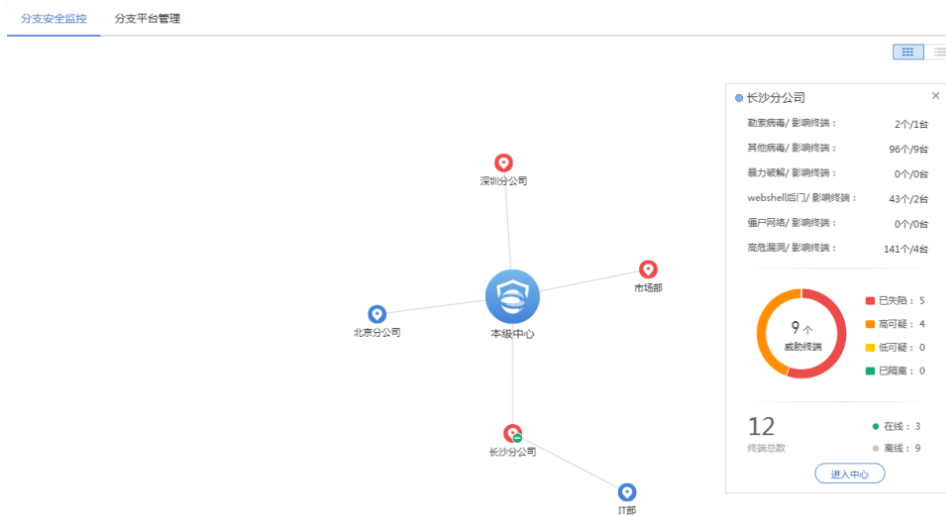 分支安全监控 分支平台管理
长沙分公司
勒索病毒/影响终端： 2个/1台
其他病毒/影响终端： 96个/9台
暴力破解/影响终端： 0个/0台
webshell后门/影响终端： 43个/2台
僵尸网络/影响终端： 0个/0台
高危漏洞/影响终端： 141个/4台
深圳分公司
市场部
北京分公司
本级中心
长沙分公司
IT部
9个
威胁终端
已失陷： 5
高可疑： 4
低可疑： 0
已隔离： 0
12
终端总数
在线： 3
离线： 9
进入中心